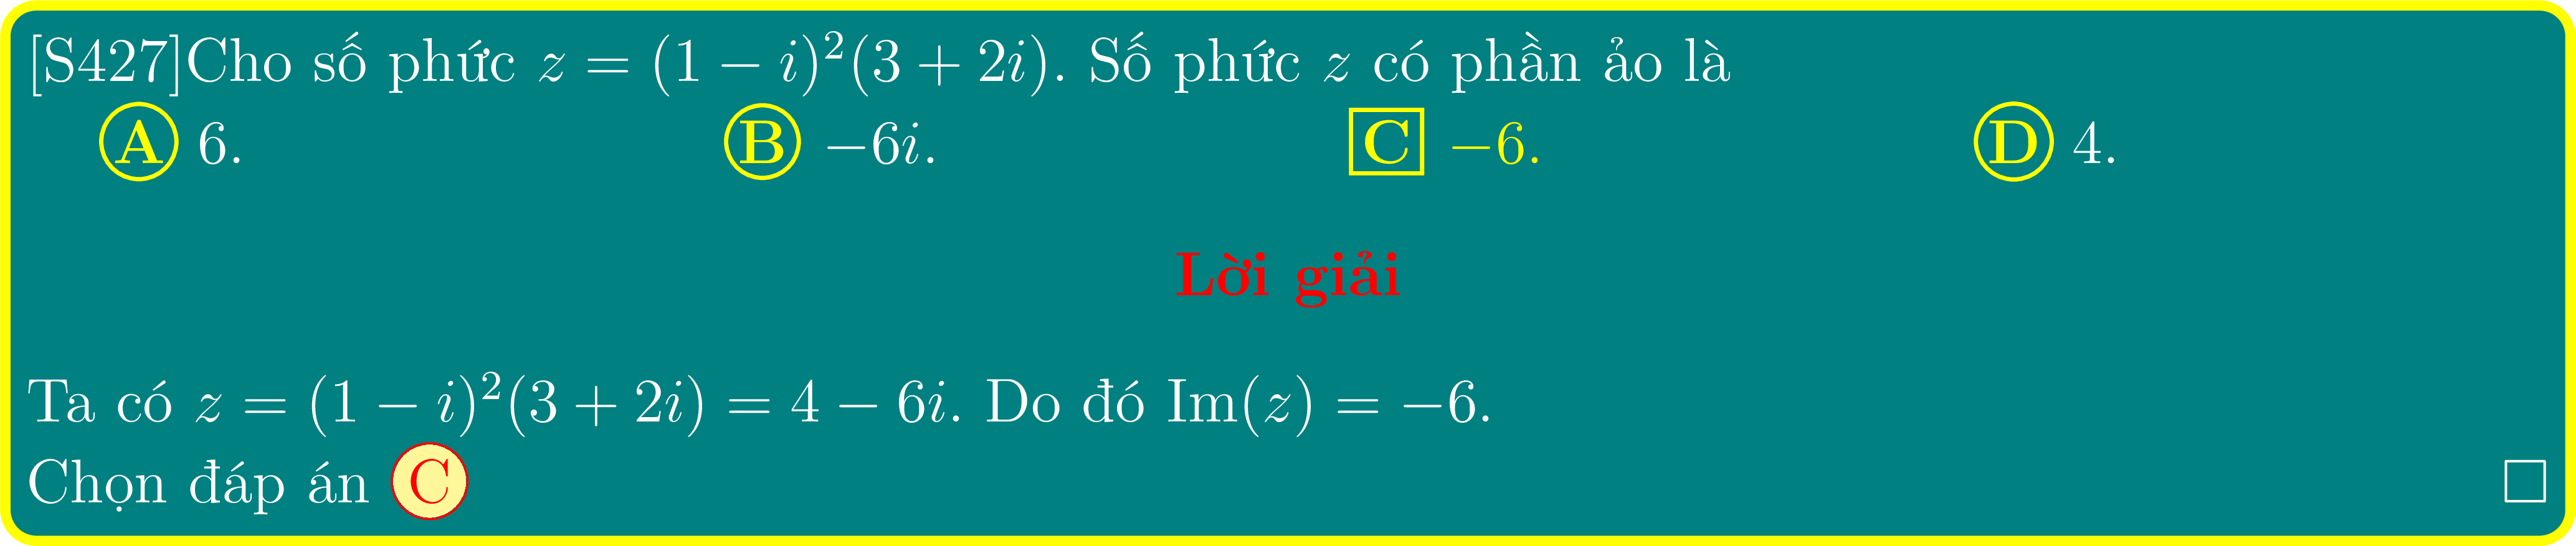 [S427]Cho số phức z = (1 − i)²(3 + 2i). Số phức z có phần ảo là
A 6. B −6i. C −6. D 4.
Lời giải
Ta có z = (1 − i)²(3 + 2i) = 4 − 6i. Do đó Im(z) = −6.
Chọn đáp án C □